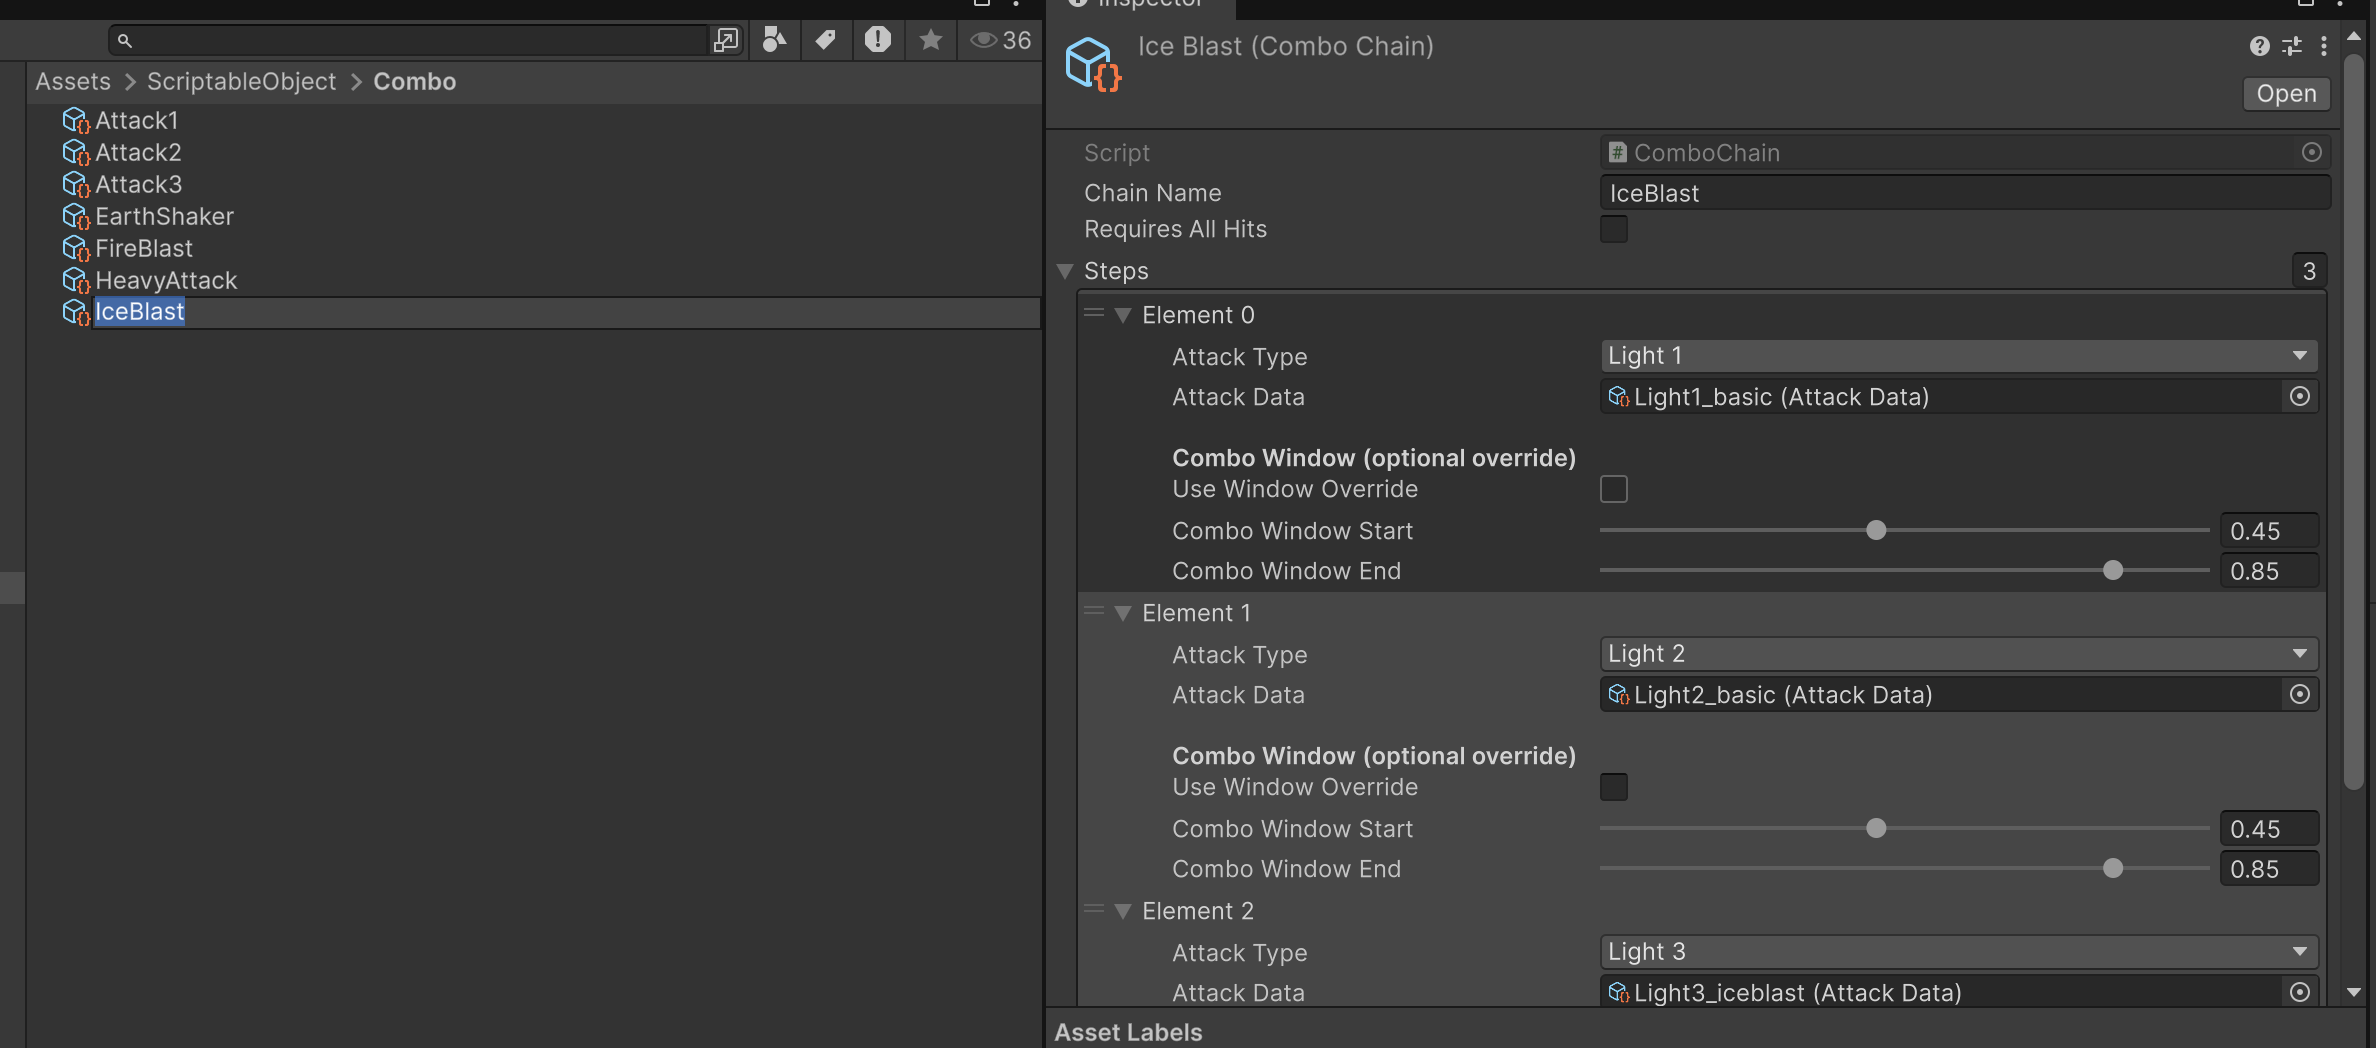 36
Assets > ScriptableObject > Combo
Attack1
Attack2
Attack3
EarthShaker
FireBlast
HeavyAttack
IceBlast
Inspector
Ice Blast (Combo Chain)
Open
Script # ComboChain
Chain Name IceBlast
Requires All Hits
Steps 3
Element 0
Attack Type Light 1
Attack Data {} Light1_basic (Attack Data)
Combo Window (optional override)
Use Window Override
Combo Window Start 0.45
Combo Window End 0.85
Element 1
Attack Type Light 2
Attack Data {} Light2_basic (Attack Data)
Combo Window (optional override)
Use Window Override
Combo Window Start 0.45
Combo Window End 0.85
Element 2
Attack Type Light 3
Attack Data {} Light3_iceblast (Attack Data)
Asset Labels